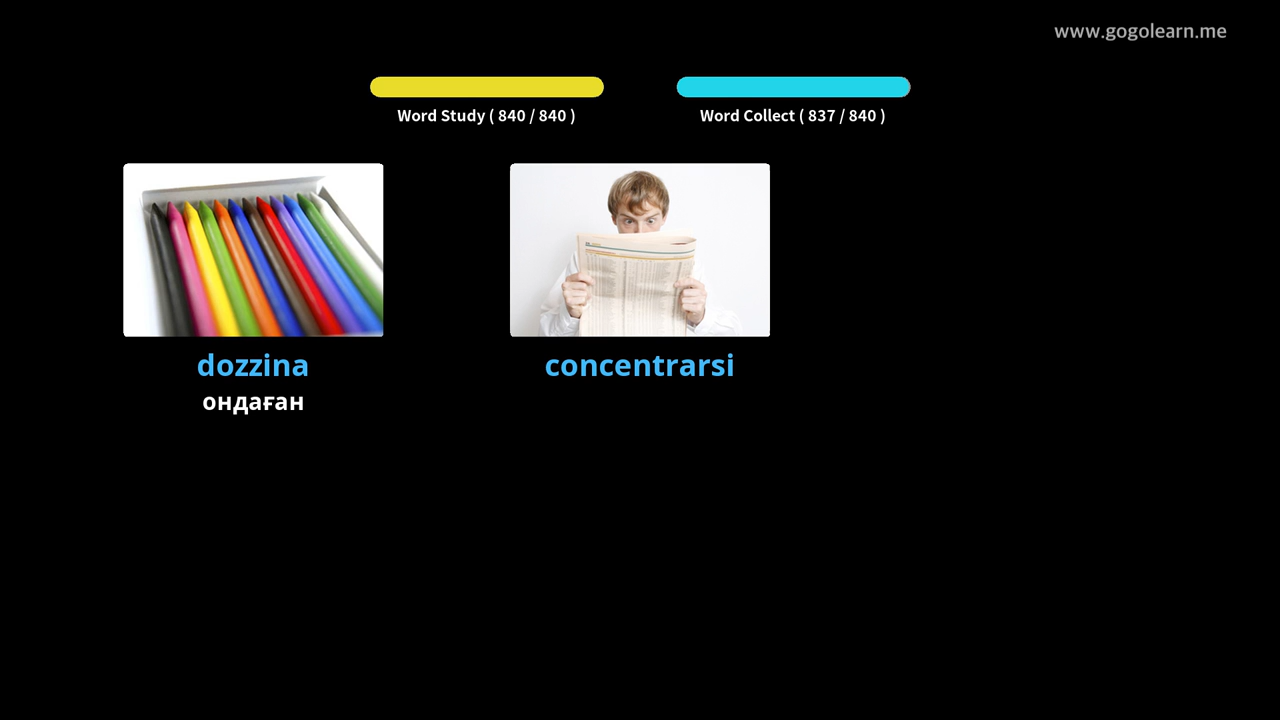 www.gogolearn.me
Word Study ( 840 / 840 )
Word Collect ( 837 / 840 )
dozzina
concentrarsi
ондаған